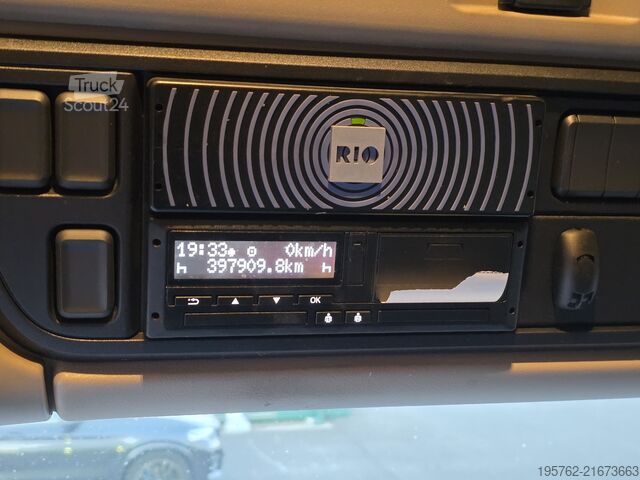 Truck
Scout24
RIO
19:33 0km/h
397909.8km
OK
195762-21673663